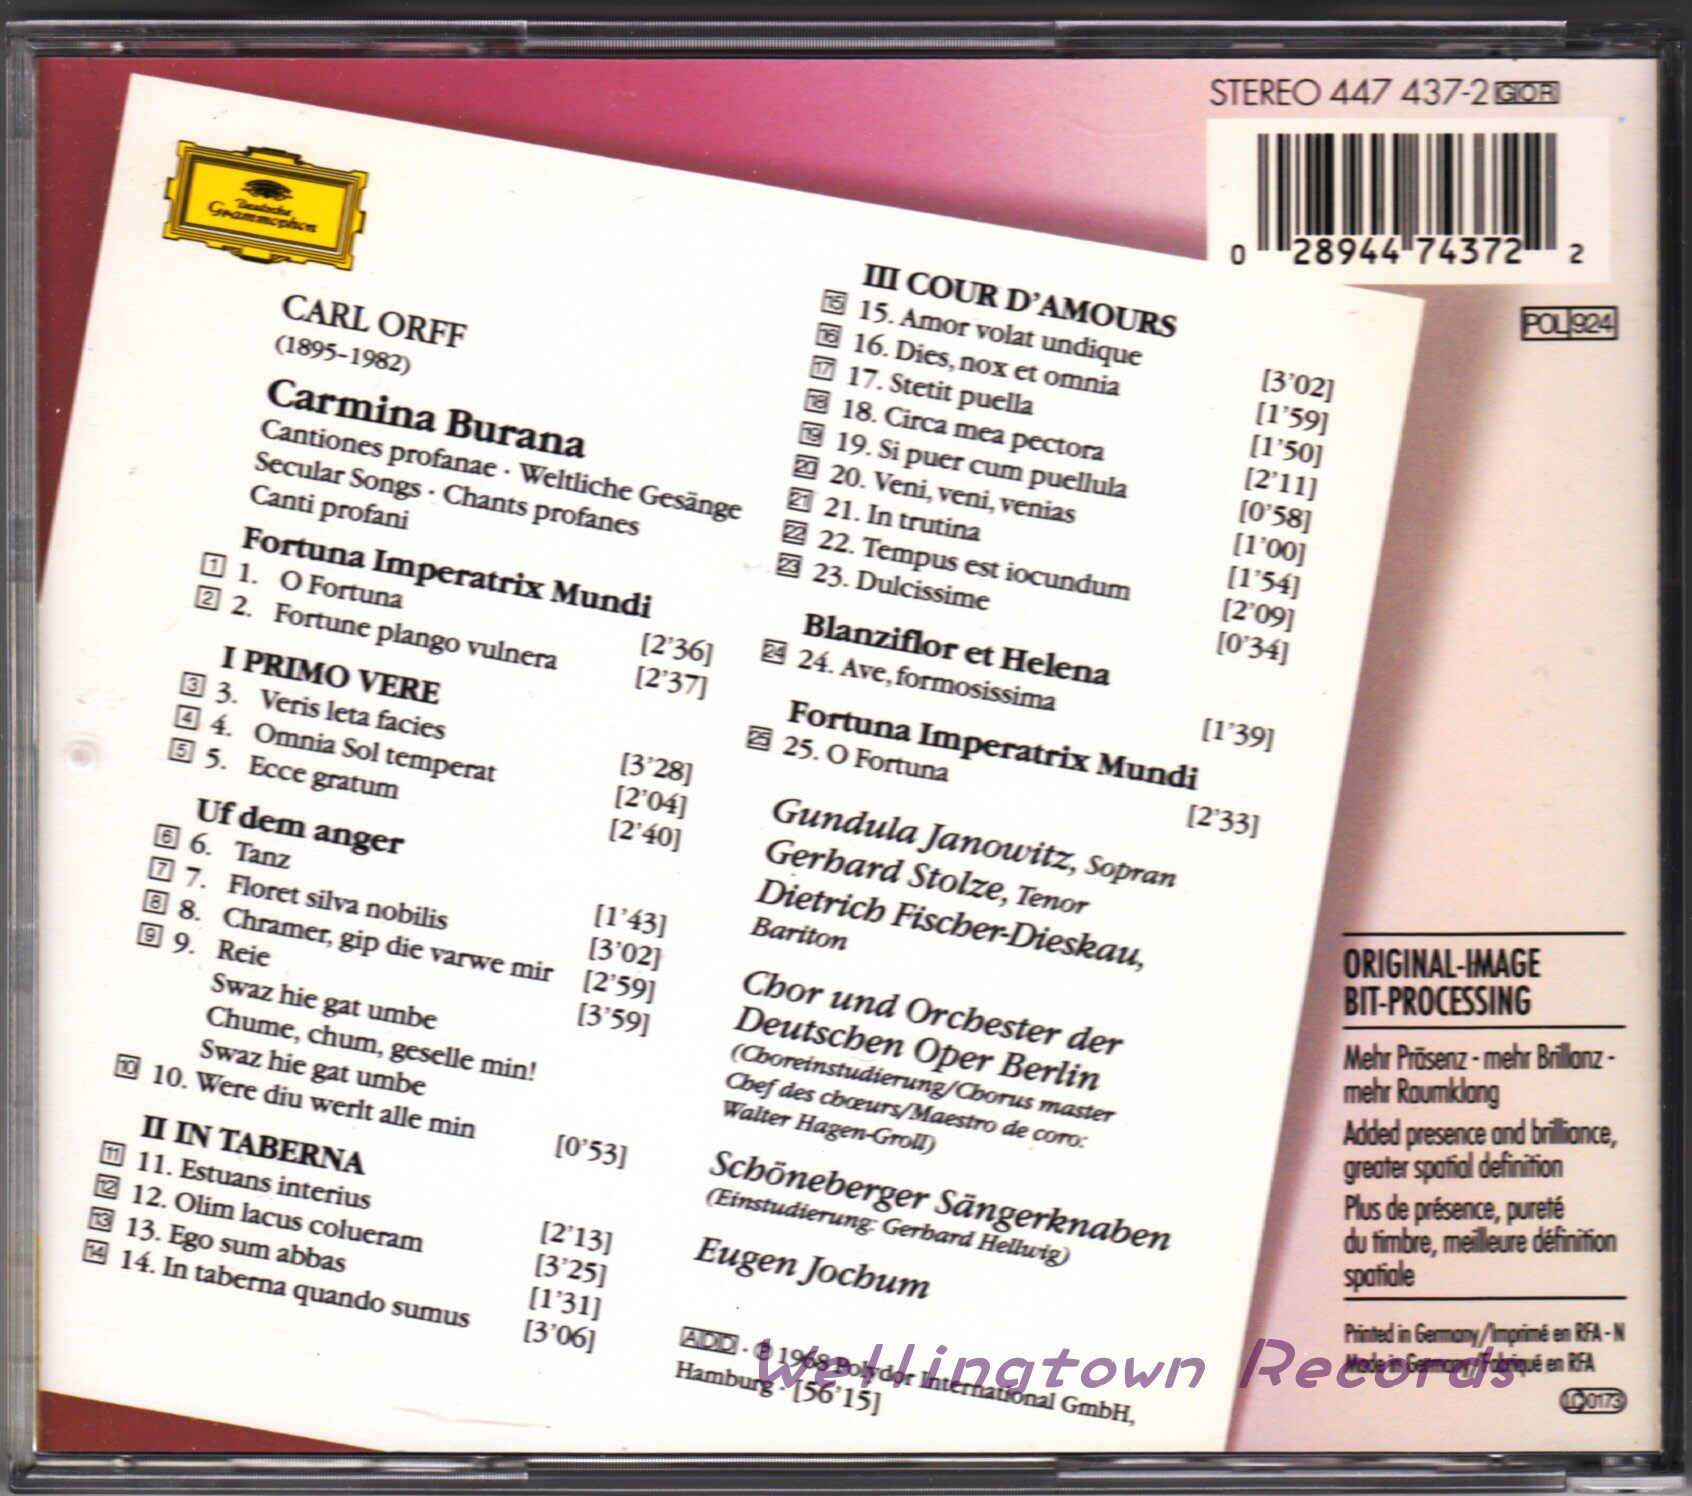 STEREO 447 437-2 GOR
0 28944 74372 2
POL 924
Deutsche
Grammophon
CARL ORFF
(1895-1982)
Carmina Burana
Cantiones profanae · Weltliche Gesänge
Secular Songs · Chants profanes
Canti profani
Fortuna Imperatrix Mundi
1 1. O Fortuna [2'36]
2 2. Fortune plango vulnera [2'37]
I PRIMO VERE
3 3. Veris leta facies [3'28]
4 4. Omnia Sol temperat [2'04]
5 5. Ecce gratum [2'40]
Uf dem anger
6 6. Tanz [1'43]
7 7. Floret silva nobilis [3'02]
8 8. Chramer, gip die varwe mir [2'59]
9 9. Reie [3'59]
Swaz hie gat umbe
Chume, chum, geselle min!
Swaz hie gat umbe
10 10. Were diu werlt alle min [0'53]
II IN TABERNA
11 11. Estuans interius [2'13]
12 12. Olim lacus colueram [3'25]
13 13. Ego sum abbas [1'31]
14 14. In taberna quando sumus [3'06]
III COUR D'AMOURS
15 15. Amor volat undique [3'02]
16 16. Dies, nox et omnia [1'59]
17 17. Stetit puella [1'50]
18 18. Circa mea pectora [2'11]
19 19. Si puer cum puellula [0'58]
20 20. Veni, veni, venias [1'00]
21 21. In trutina [1'54]
22 22. Tempus est iocundum [2'09]
23 23. Dulcissime [0'34]
Blanziflor et Helena
24 24. Ave, formosissima [1'39]
Fortuna Imperatrix Mundi
25 25. O Fortuna [2'33]
Gundula Janowitz, Sopran
Gerhard Stolze, Tenor
Dietrich Fischer-Dieskau,
Bariton
Chor und Orchester der
Deutschen Oper Berlin
(Choreinstudierung/Chorus master
Chef des chœurs/Maestro de coro:
Walter Hagen-Groll)
Schöneberger Sängerknaben
(Einstudierung: Gerhard Hellwig)
Eugen Jochum
ADD · ℗ 1968 Polydor International GmbH,
Hamburg · [56'15]
ORIGINAL-IMAGE
BIT-PROCESSING
Mehr Präsenz - mehr Brillanz -
mehr Raumklang
Added presence and brilliance,
greater spatial definition
Plus de présence, pureté
du timbre, meilleure définition
spatiale
Printed in Germany/Imprimé en RFA - N
Made in Germany/Fabriqué en RFA
LC 0173
Wellingtown Records